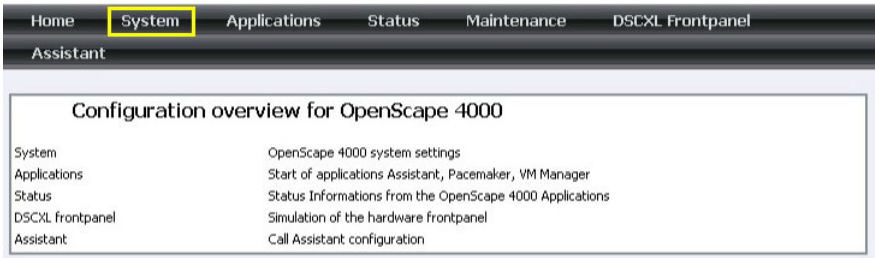 Home System Applications Status Maintenance DSCXL Frontpanel
Assistant
Configuration overview for OpenScape 4000
System OpenScape 4000 system settings
Applications Start of applications Assistant, Pacemaker, VM Manager
Status Status Informations from the OpenScape 4000 Applications
DSCXL frontpanel Simulation of the hardware frontpanel
Assistant Call Assistant configuration